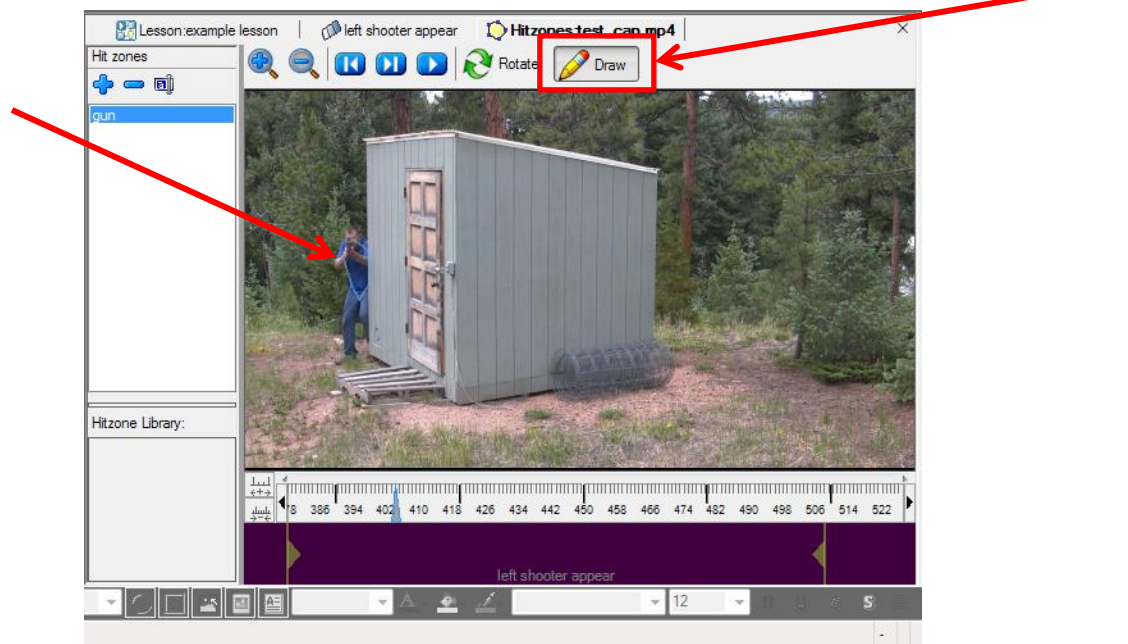 Lesson:example lesson | left shooter appear Hitzones:test_cap.mp4 |
Hit zones
Rotate Draw
gun
Hitzone Library:
386 394 402 410 418 426 434 442 450 458 466 474 482 490 498 506 514 522
left shooter appear
A 12 S